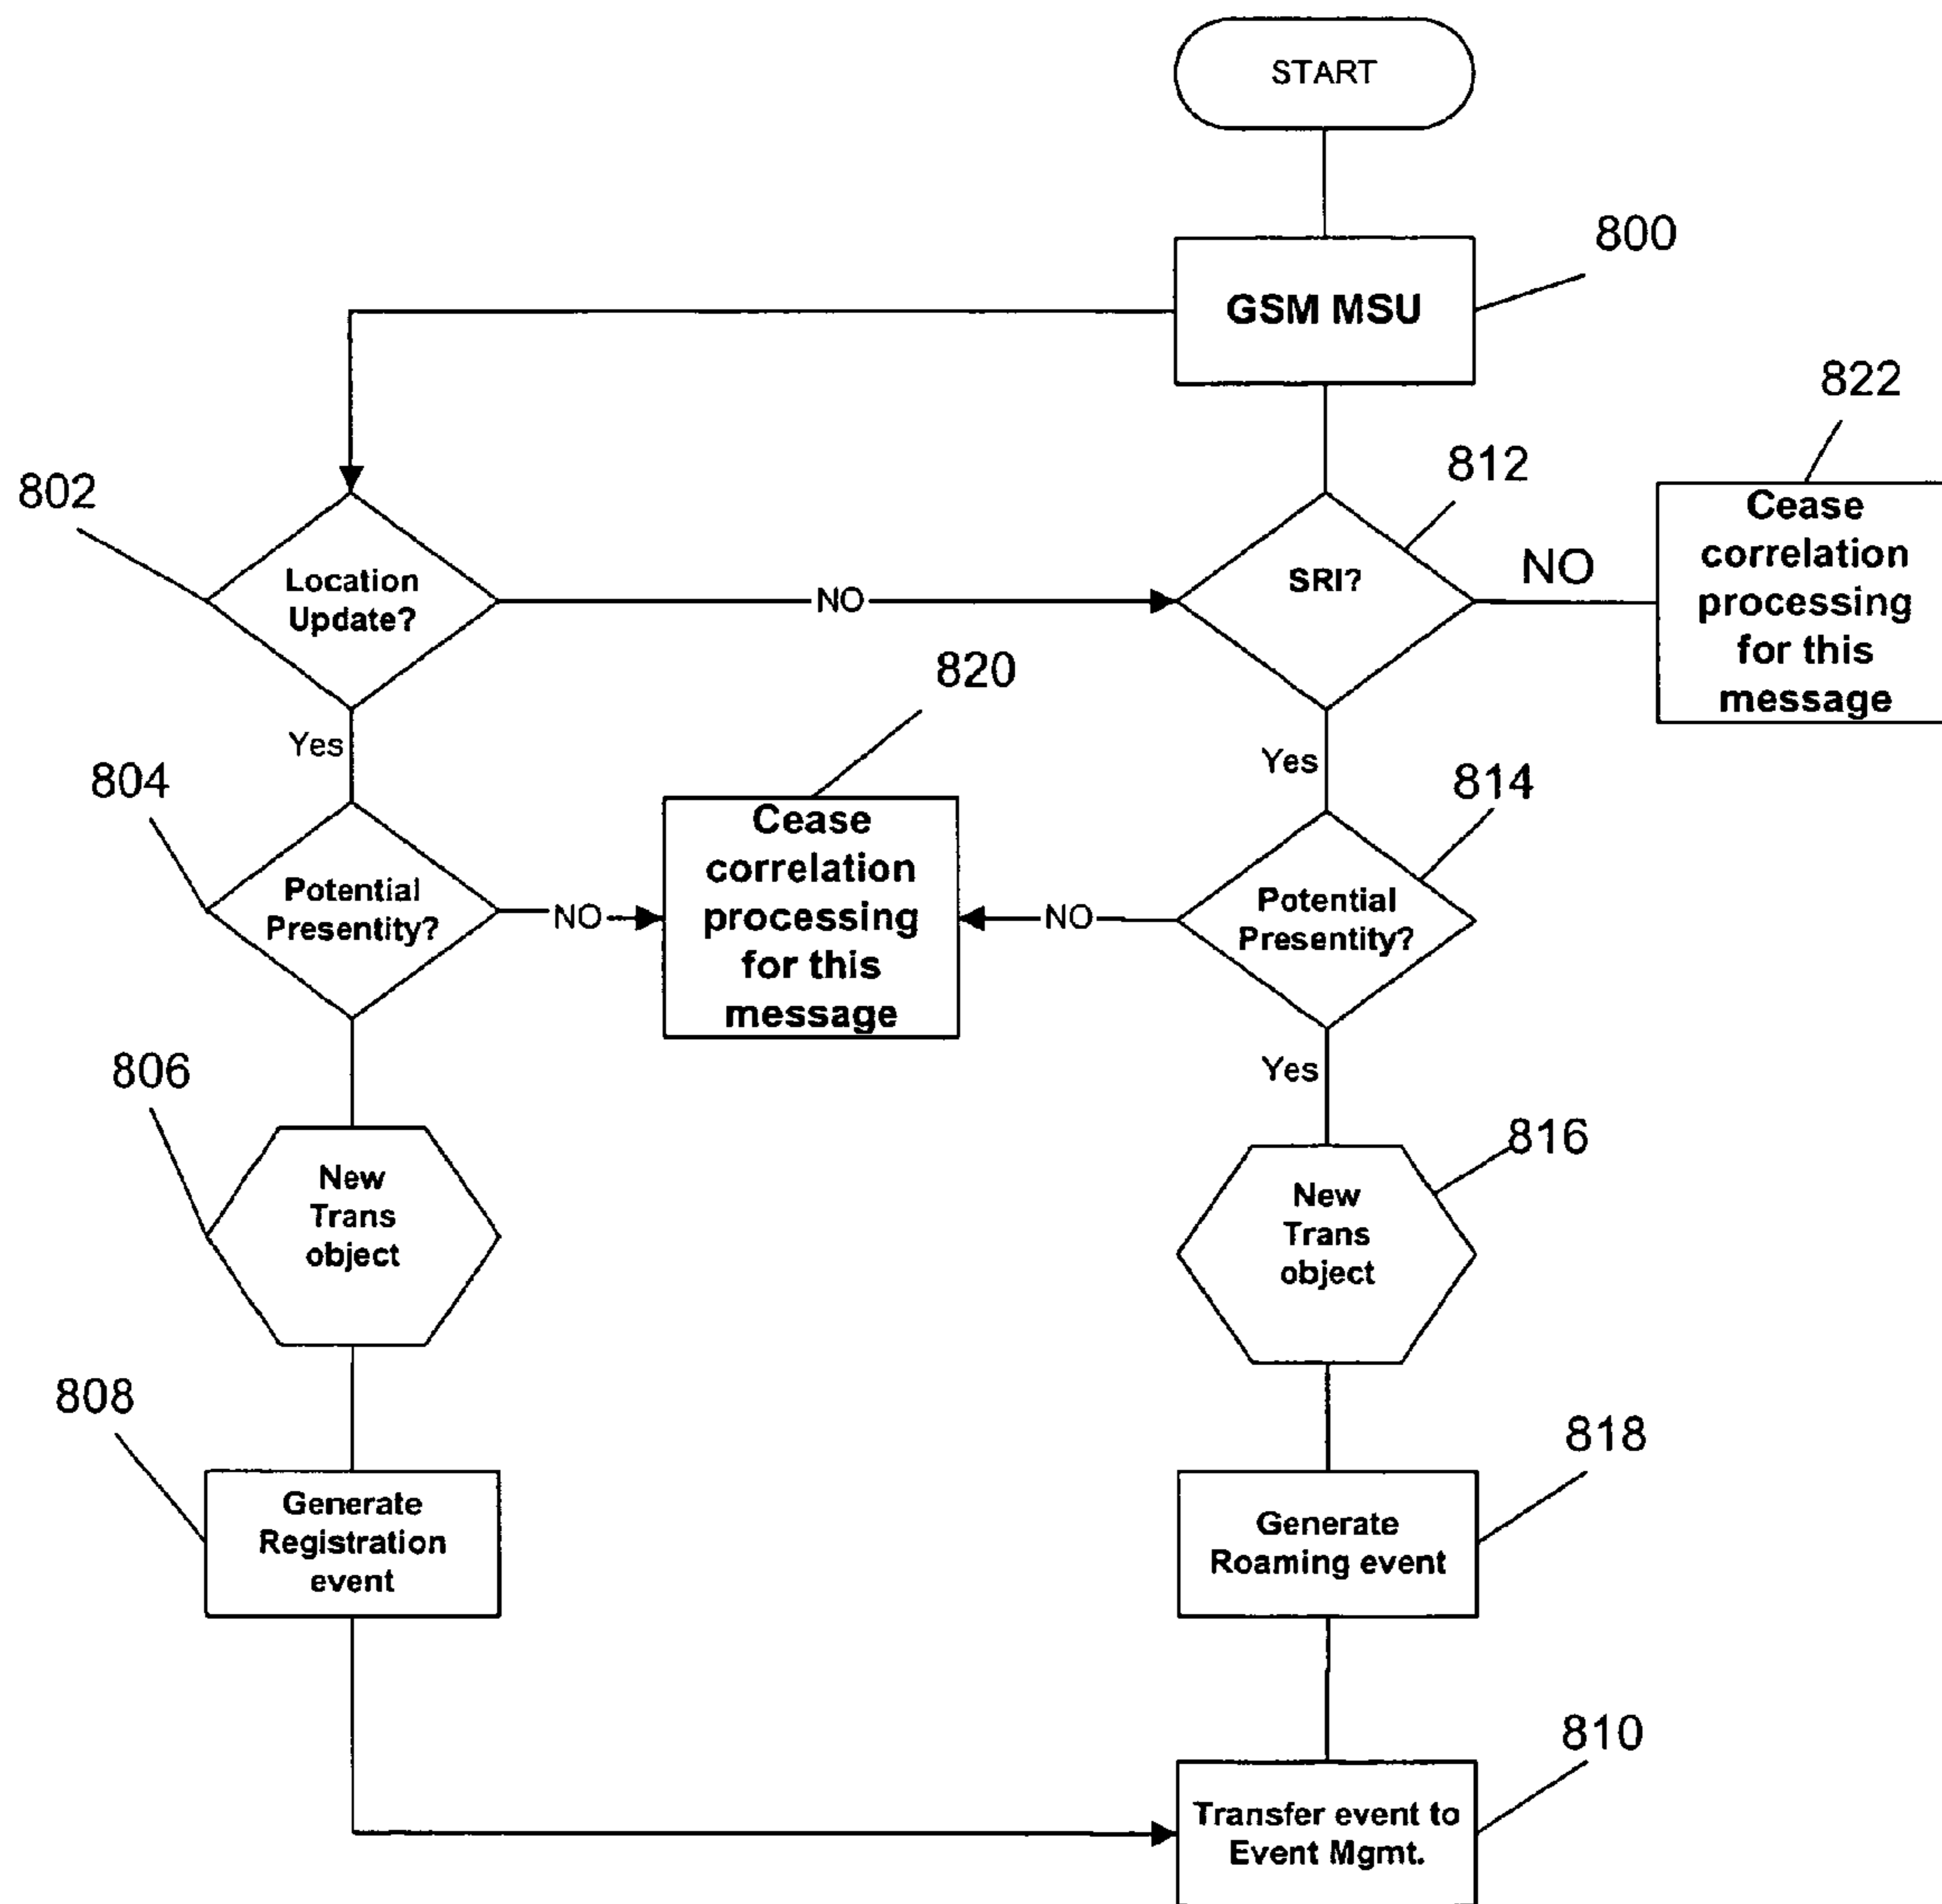 START
800
GSM MSU
822
812
802
Cease
correlation
processing
for this
message
NO
SRI?
Location
Update?
NO
820
Yes
Yes
804
814
Cease
correlation
processing
for this
message
Potential
Presentity?
NO
NO
Potential
Presentity?
806
Yes
816
New
Trans
object
New
Trans
object
808
818
Generate
Registration
event
Generate
Roaming event
810
Transfer event to
Event Mgmt.